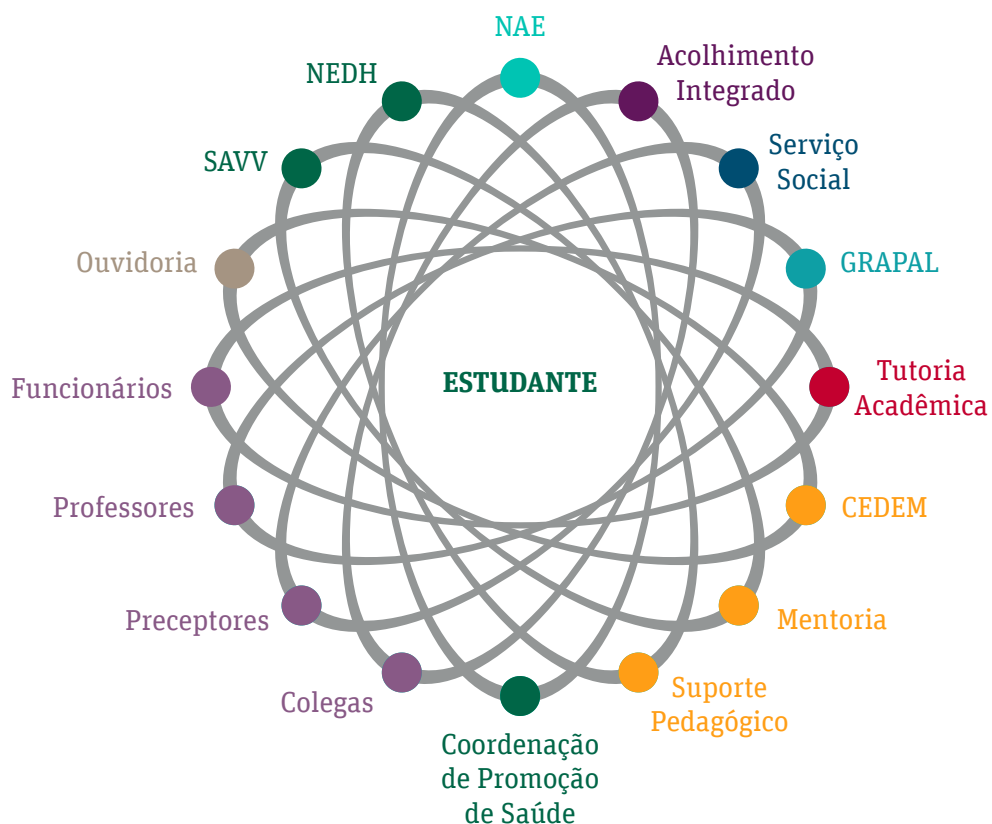 NAE
Acolhimento
Integrado
Serviço
Social
GRAPAL
Tutoria
Acadêmica
CEDEM
Mentoria
Suporte
Pedagógico
Coordenação
de Promoção
de Saúde
Colegas
Preceptores
Professores
Funcionários
Ouvidoria
SAVV
NEDH
ESTUDANTE